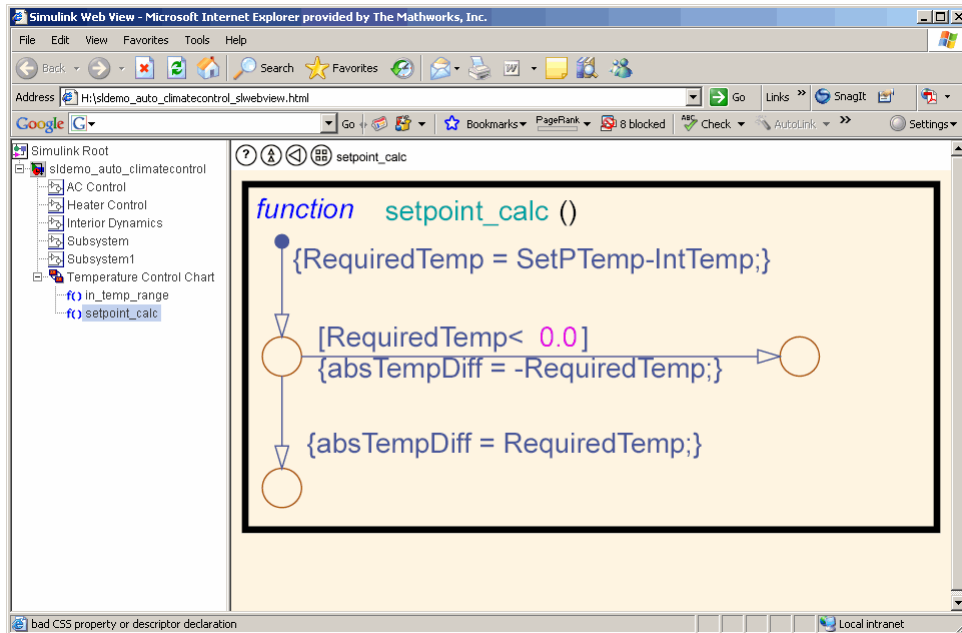 Simulink Web View - Microsoft Internet Explorer provided by The Mathworks, Inc.
File Edit View Favorites Tools Help
Back Search Favorites
Address H:\sldemo_auto_climatecontrol_slwebview.html Go Links » SnagIt
Google G Go Bookmarks PageRank 8 blocked ABC Check AutoLink » Settings
Simulink Root
sldemo_auto_climatecontrol
AC Control
Heater Control
Interior Dynamics
Subsystem
Subsystem1
Temperature Control Chart
f() in_temp_range
f() setpoint_calc
? setpoint_calc
function setpoint_calc ()
{RequiredTemp = SetPTemp-IntTemp;}
[RequiredTemp< 0.0]
{absTempDiff = -RequiredTemp;}
{absTempDiff = RequiredTemp;}
bad CSS property or descriptor declaration Local intranet